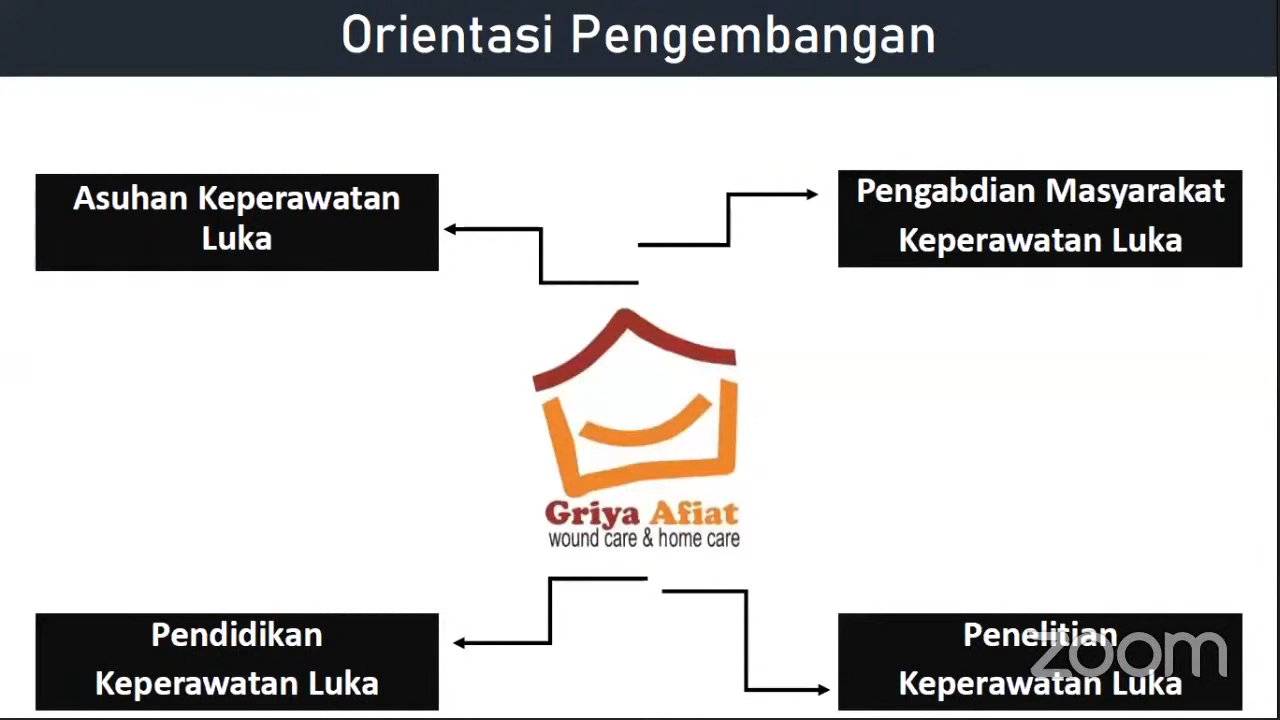 Orientasi Pengembangan
Asuhan Keperawatan
Luka
Pengabdian Masyarakat
Keperawatan Luka
Griya Afiat
wound care & home care
Pendidikan
Keperawatan Luka
Penelitian
Keperawatan Luka
zoom